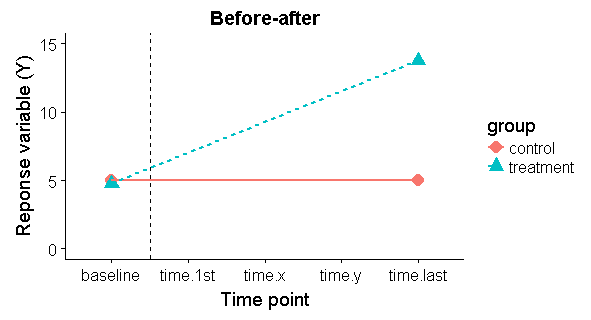 Before-after
Reponse variable (Y)
15
10
5
0
baseline
time.1st
time.x
time.y
time.last
Time point
group
control
treatment